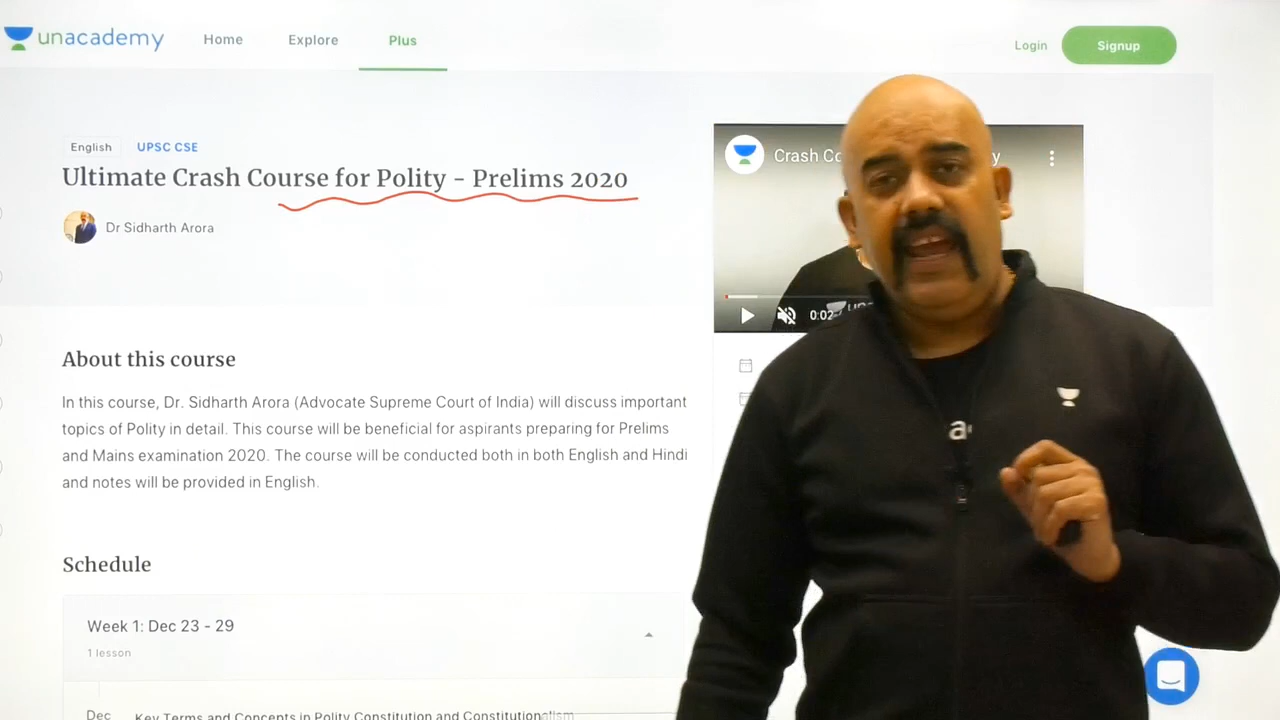 unacademy
Home
Explore
Plus
Login
Signup
English
UPSC CSE
Ultimate Crash Course for Polity - Prelims 2020
Dr Sidharth Arora
Crash
0:02
About this course
In this course, Dr. Sidharth Arora (Advocate Supreme Court of India) will discuss important
topics of Polity in detail. This course will be beneficial for aspirants preparing for Prelims
and Mains examination 2020. The course will be conducted both in both English and Hindi
and notes will be provided in English.
Schedule
Week 1: Dec 23 - 29
1 lesson
Dec
Key Terms and Concepts in Polity Constitution and Constitutionalism